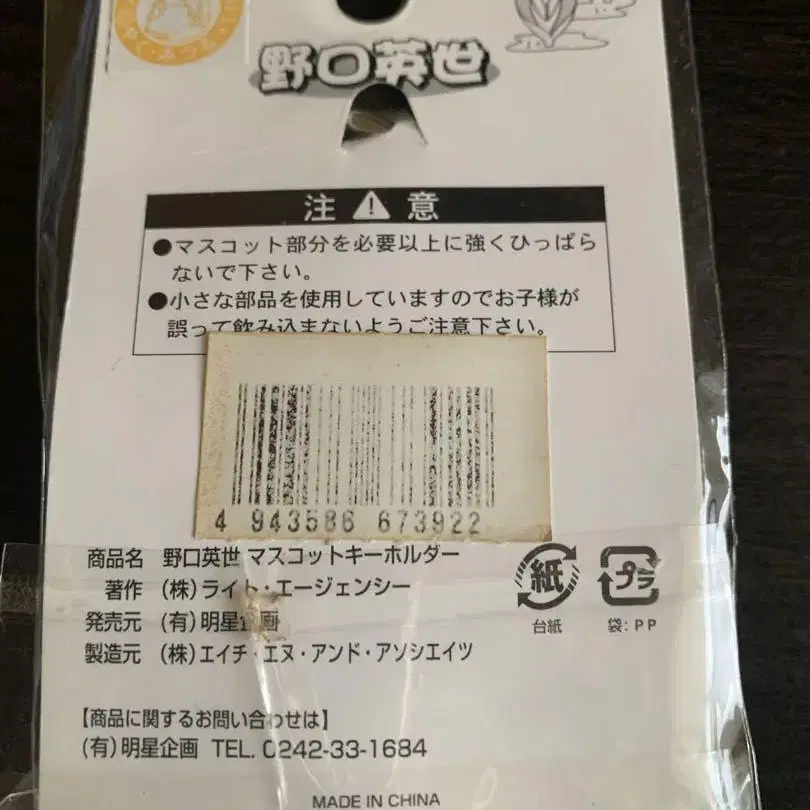 野口英世
注 ! 意
●マスコット部分を必要以上に強くひっぱら
ないで下さい。
●小さな部品を使用していますのでお子様が
誤って飲み込まないようご注意下さい。
4 943586 673922
商品名 野口英世 マスコットキーホルダー
著作 (株)ライト・エージェンシー
発売元 (有)明星企画
製造元 (株)エイチ・エヌ・アンド・アソシエイツ
紙 プラ
台紙 袋:PP
【商品に関するお問い合わせは】
(有)明星企画 TEL. 0242-33-1684
MADE IN CHINA